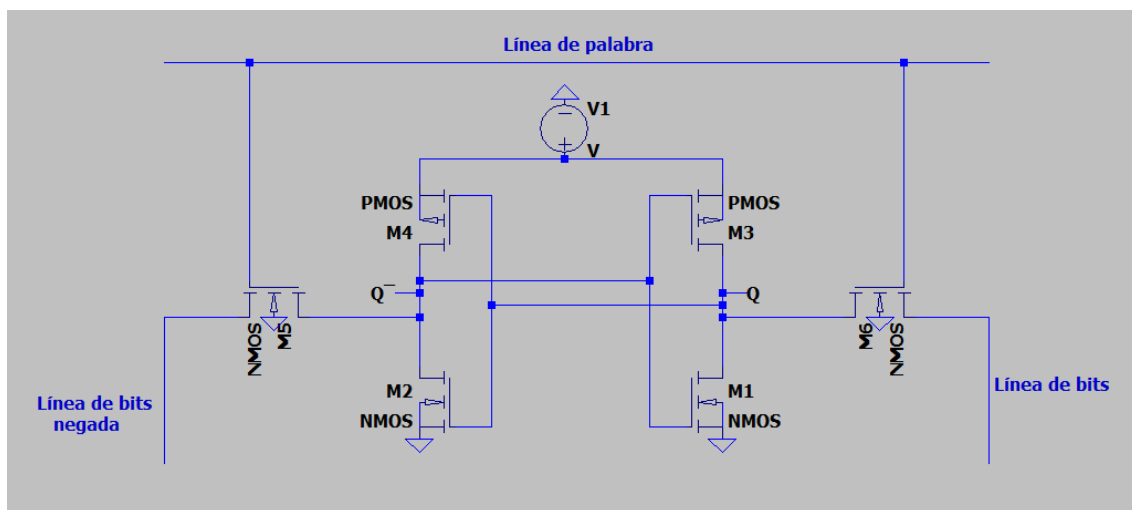 Línea de palabra
V1
V
PMOS
M4
PMOS
M3
Q
Q
NMOS
M5
M6
NMOS
M2
NMOS
M1
NMOS
Línea de bits
negada
Línea de bits